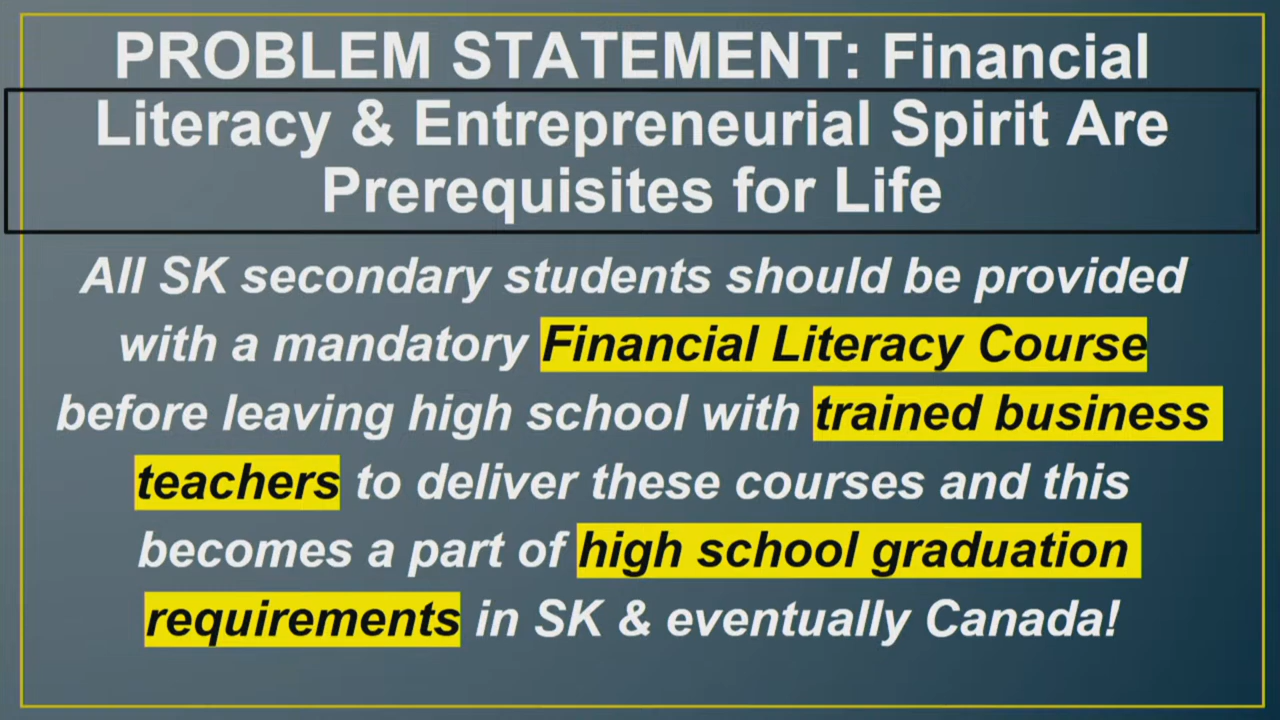 PROBLEM STATEMENT: Financial
Literacy & Entrepreneurial Spirit Are
Prerequisites for Life
All SK secondary students should be provided
with a mandatory Financial Literacy Course
before leaving high school with trained business
teachers to deliver these courses and this
becomes a part of high school graduation
requirements in SK & eventually Canada!